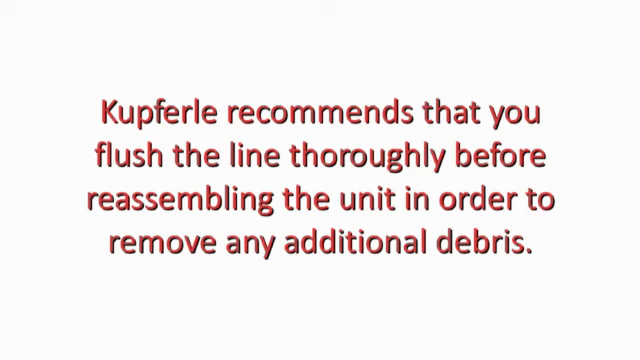 Kupferle recommends that you
flush the line thoroughly before
reassembling the unit in order to
remove any additional debris.